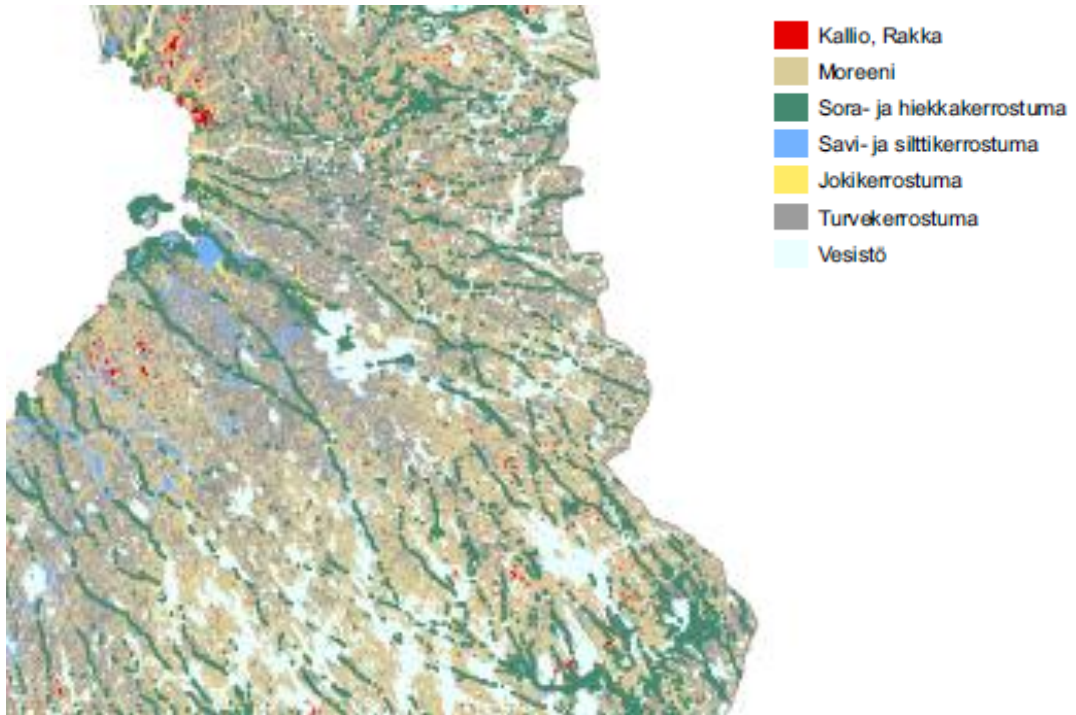 Kallio, Rakka
Moreeni
Sora- ja hiekkakerrostuma
Savi- ja silttikerrostuma
Jokikerrostuma
Turvekerrostuma
Vesistö